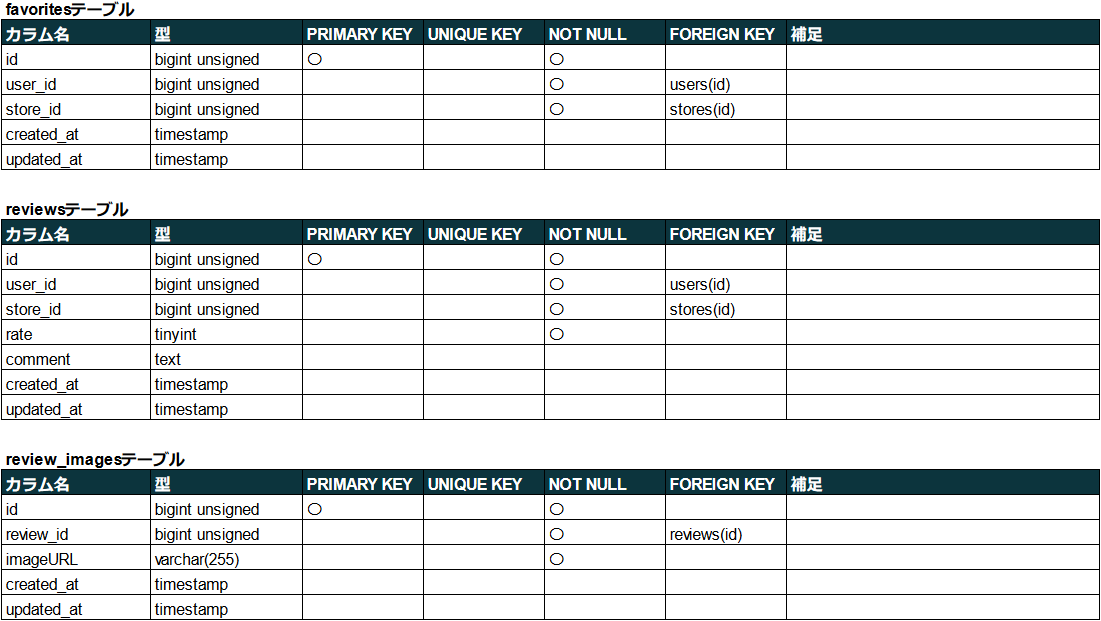 favoritesテーブル
カラム名 型 PRIMARY KEY UNIQUE KEY NOT NULL FOREIGN KEY 補足
id bigint unsigned ○ ○
user_id bigint unsigned ○ users(id)
store_id bigint unsigned ○ stores(id)
created_at timestamp
updated_at timestamp
reviewsテーブル
カラム名 型 PRIMARY KEY UNIQUE KEY NOT NULL FOREIGN KEY 補足
id bigint unsigned ○ ○
user_id bigint unsigned ○ users(id)
store_id bigint unsigned ○ stores(id)
rate tinyint ○
comment text
created_at timestamp
updated_at timestamp
review_imagesテーブル
カラム名 型 PRIMARY KEY UNIQUE KEY NOT NULL FOREIGN KEY 補足
id bigint unsigned ○ ○
review_id bigint unsigned ○ reviews(id)
imageURL varchar(255) ○
created_at timestamp
updated_at timestamp